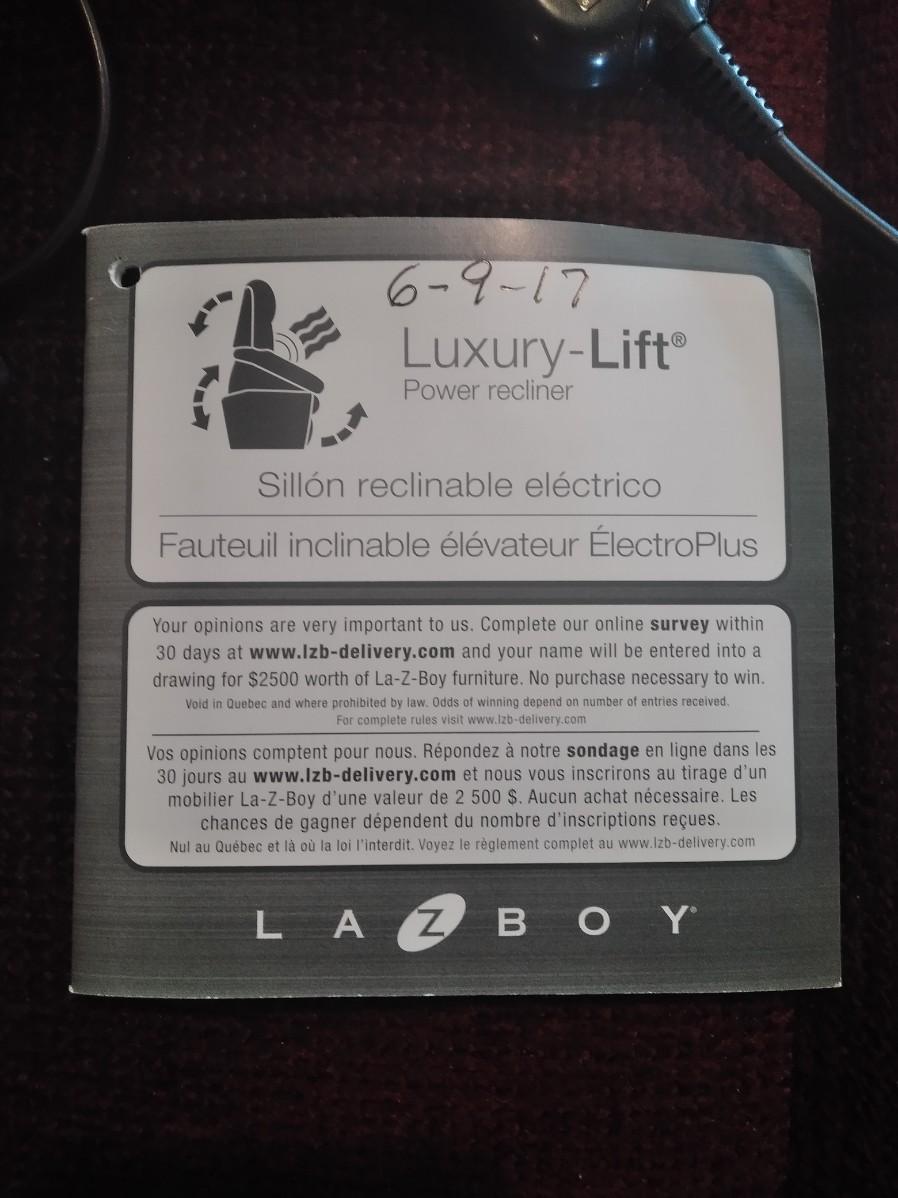 6-9-17
Luxury-Lift®
Power recliner
Sillón reclinable eléctrico
Fauteuil inclinable élévateur ÉlectroPlus
Your opinions are very important to us. Complete our online survey within
30 days at www.lzb-delivery.com and your name will be entered into a
drawing for $2500 worth of La-Z-Boy furniture. No purchase necessary to win.
Void in Quebec and where prohibited by law. Odds of winning depend on number of entries received.
For complete rules visit www.lzb-delivery.com
Vos opinions comptent pour nous. Répondez à notre sondage en ligne dans les
30 jours au www.lzb-delivery.com et nous vous inscrirons au tirage d'un
mobilier La-Z-Boy d'une valeur de 2 500 $. Aucun achat nécessaire. Les
chances de gagner dépendent du nombre d'inscriptions reçues.
Nul au Québec et là où la loi l'interdit. Voyez le règlement complet au www.lzb-delivery.com
LA Z BOY®